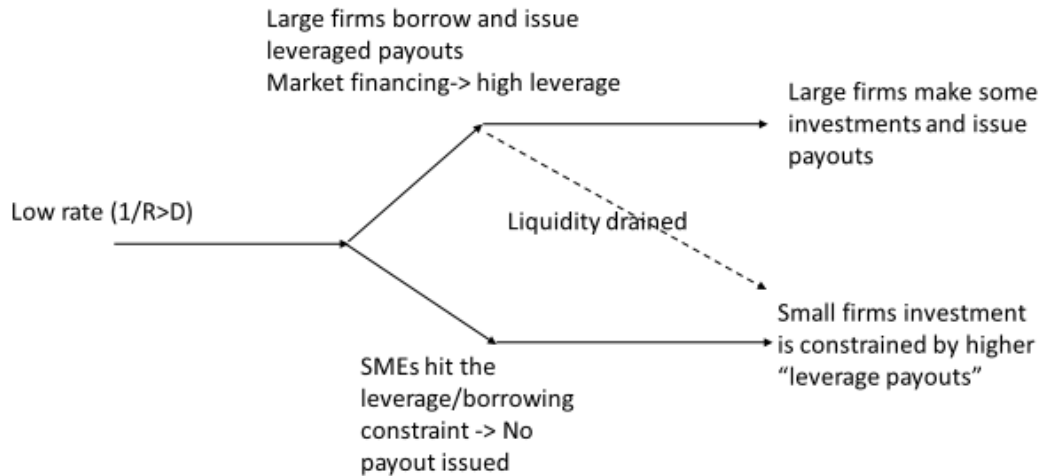 Large firms borrow and issue
leveraged payouts
Market financing-> high leverage
Large firms make some
investments and issue
payouts
Low rate (1/R>D)
Liquidity drained
Small firms investment
is constrained by higher
“leverage payouts”
SMEs hit the
leverage/borrowing
constraint -> No
payout issued